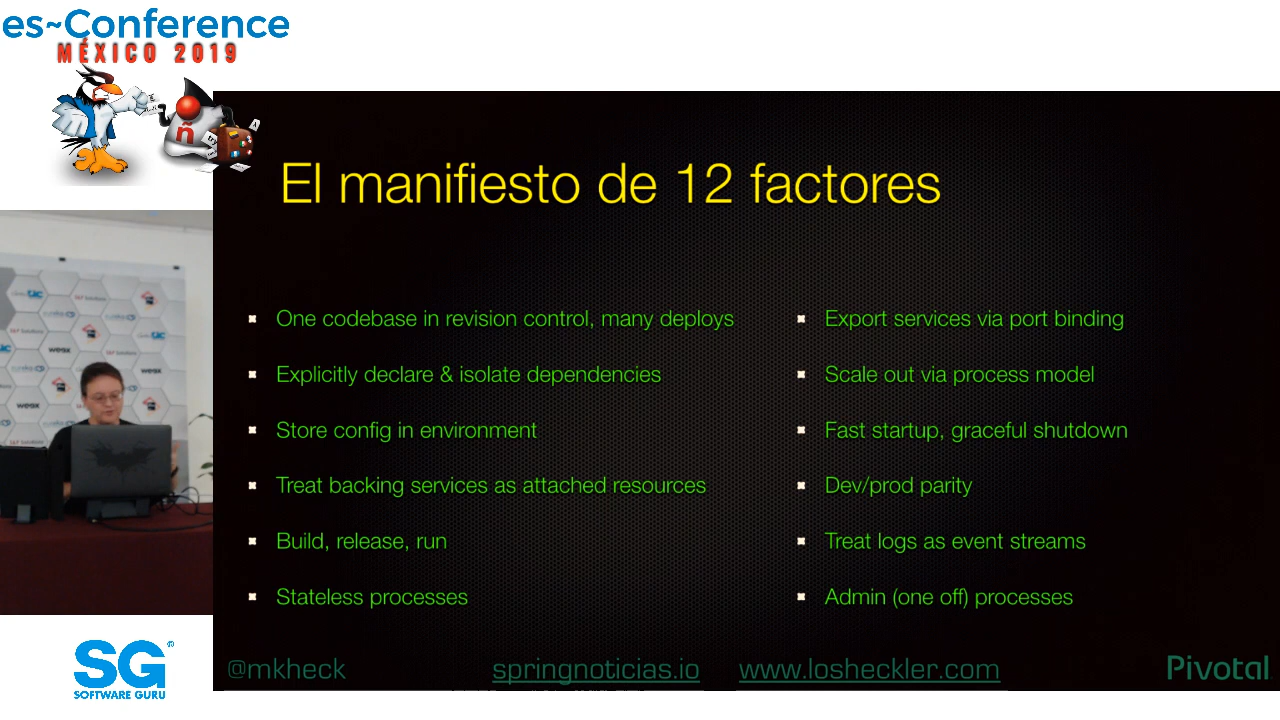 es~Conference
MÉXICO 2019
ñ
El manifiesto de 12 factores
One codebase in revision control, many deploys
Explicitly declare & isolate dependencies
Store config in environment
Treat backing services as attached resources
Build, release, run
Stateless processes
Export services via port binding
Scale out via process model
Fast startup, graceful shutdown
Dev/prod parity
Treat logs as event streams
Admin (one off) processes
weex
weex
weex
@mkheck springnoticias.io www.losheckler.com Pivotal
SG®
SOFTWARE GURU